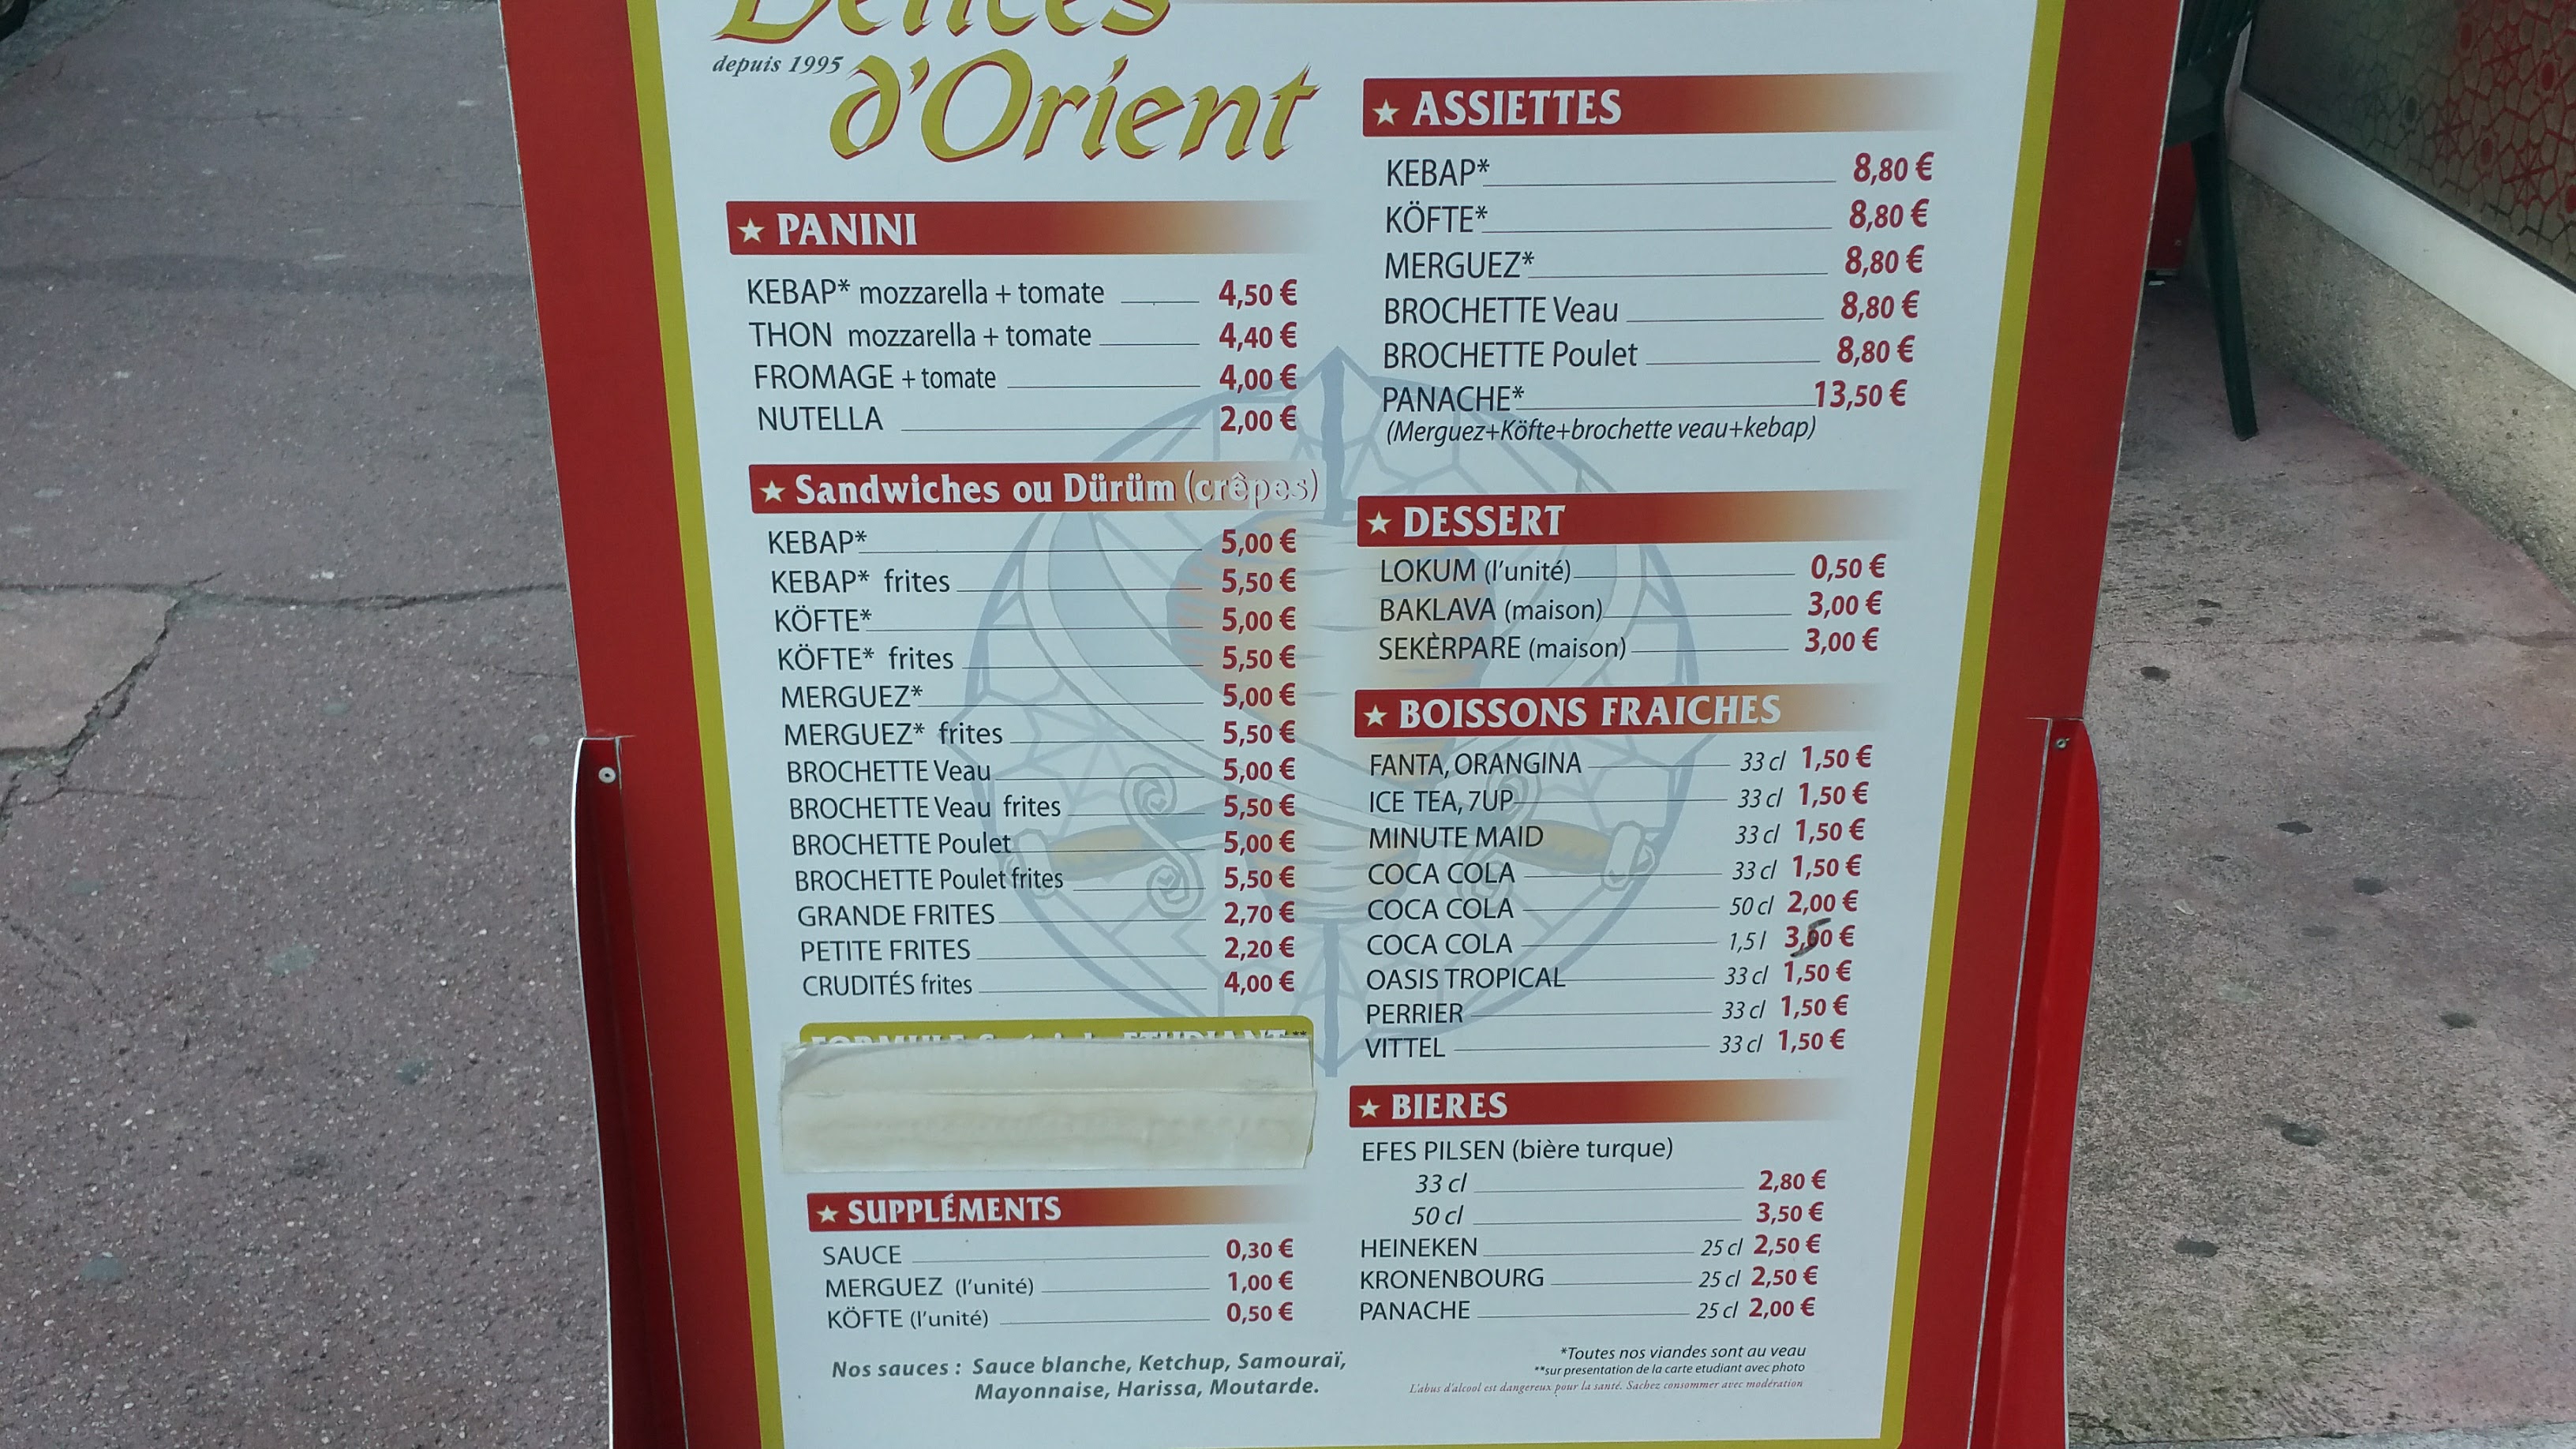 Délices
depuis 1995
d'Orient
★ PANINI
KEBAP* mozzarella + tomate 4,50 €
THON mozzarella + tomate 4,40 €
FROMAGE + tomate 4,00 €
NUTELLA 2,00 €
★ Sandwiches ou Dürüm (crêpes)
KEBAP* 5,00 €
KEBAP* frites 5,50 €
KÖFTE* 5,00 €
KÖFTE* frites 5,50 €
MERGUEZ* 5,00 €
MERGUEZ* frites 5,50 €
BROCHETTE Veau 5,00 €
BROCHETTE Veau frites 5,50 €
BROCHETTE Poulet 5,00 €
BROCHETTE Poulet frites 5,50 €
GRANDE FRITES 2,70 €
PETITE FRITES 2,20 €
CRUDITÉS frites 4,00 €
FORMULE Spéciale ETUDIANT**
★ SUPPLÉMENTS
SAUCE 0,30 €
MERGUEZ (l'unité) 1,00 €
KÖFTE (l'unité) 0,50 €
Nos sauces : Sauce blanche, Ketchup, Samouraï,
Mayonnaise, Harissa, Moutarde.
★ ASSIETTES
KEBAP* 8,80 €
KÖFTE* 8,80 €
MERGUEZ* 8,80 €
BROCHETTE Veau 8,80 €
BROCHETTE Poulet 8,80 €
PANACHE* 13,50 €
(Merguez+Köfte+brochette veau+kebap)
★ DESSERT
LOKUM (l'unité) 0,50 €
BAKLAVA (maison) 3,00 €
SEKÈRPARE (maison) 3,00 €
★ BOISSONS FRAICHES
FANTA, ORANGINA 33 cl 1,50 €
ICE TEA, 7UP 33 cl 1,50 €
MINUTE MAID 33 cl 1,50 €
COCA COLA 33 cl 1,50 €
COCA COLA 50 cl 2,00 €
COCA COLA 1,5 l 3,50 €
OASIS TROPICAL 33 cl 1,50 €
PERRIER 33 cl 1,50 €
VITTEL 33 cl 1,50 €
★ BIERES
EFES PILSEN (bière turque)
33 cl 2,80 €
50 cl 3,50 €
HEINEKEN 25 cl 2,50 €
KRONENBOURG 25 cl 2,50 €
PANACHE 25 cl 2,00 €
*Toutes nos viandes sont au veau
**sur presentation de la carte etudiant avec photo
L'abus d'alcool est dangereux pour la santé. Sachez consommer avec modération